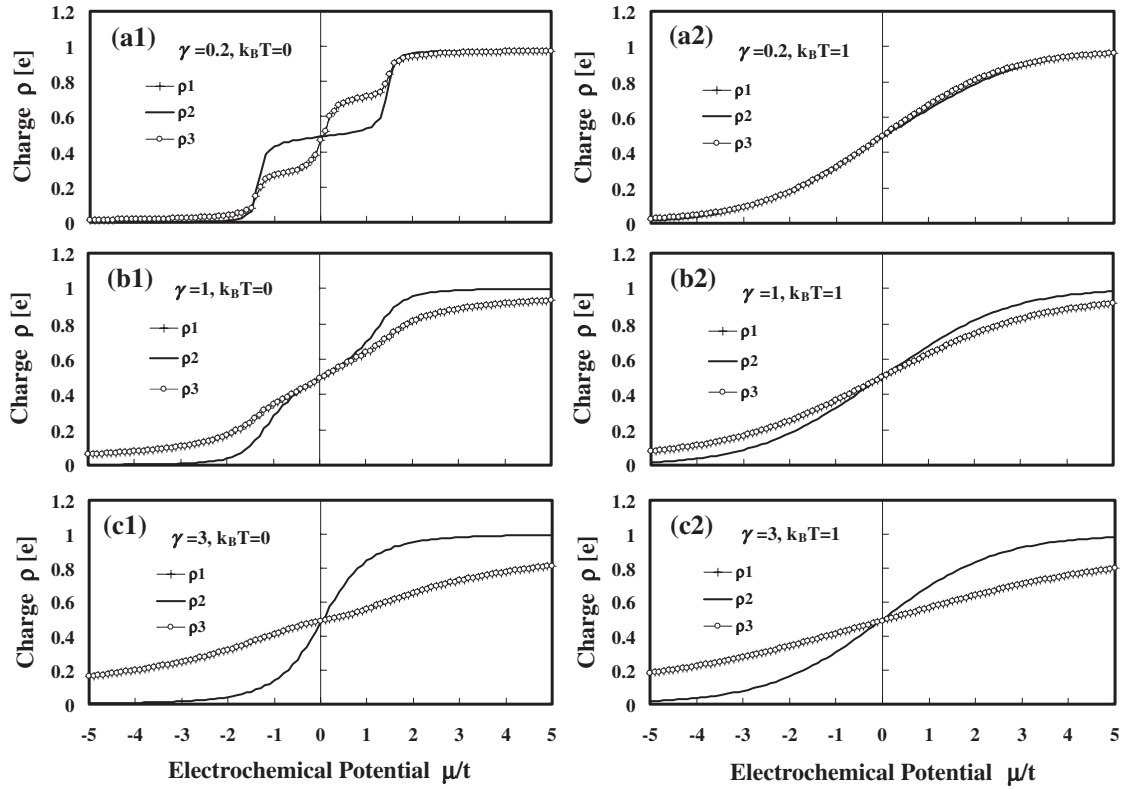 (a1)
γ=0.2, kBT=0
ρ1
ρ2
ρ3
Charge ρ [e]
1.2
1
0.8
0.6
0.4
0.2
0
(a2)
γ=0.2, kBT=1
ρ1
ρ2
ρ3
Charge ρ [e]
1.2
1
0.8
0.6
0.4
0.2
0
(b1)
γ=1, kBT=0
ρ1
ρ2
ρ3
Charge ρ [e]
1.2
1
0.8
0.6
0.4
0.2
0
(b2)
γ=1, kBT=1
ρ1
ρ2
ρ3
Charge ρ [e]
1.2
1
0.8
0.6
0.4
0.2
0
(c1)
γ=3, kBT=0
ρ1
ρ2
ρ3
Charge ρ [e]
1.2
1
0.8
0.6
0.4
0.2
0
-5 -4 -3 -2 -1 0 1 2 3 4 5
Electrochemical Potential μ/t
(c2)
γ=3, kBT=1
ρ1
ρ2
ρ3
Charge ρ [e]
1.2
1
0.8
0.6
0.4
0.2
0
-5 -4 -3 -2 -1 0 1 2 3 4 5
Electrochemical Potential μ/t